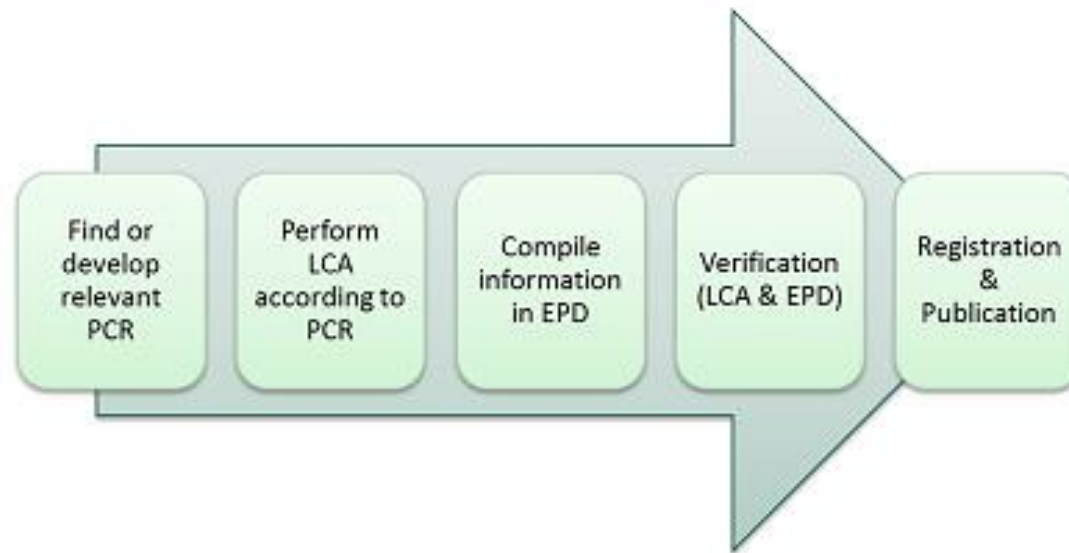 Find or
develop
relevant
PCR
Perform
LCA
according to
PCR
Compile
information
in EPD
Verification
(LCA & EPD)
Registration
&
Publication